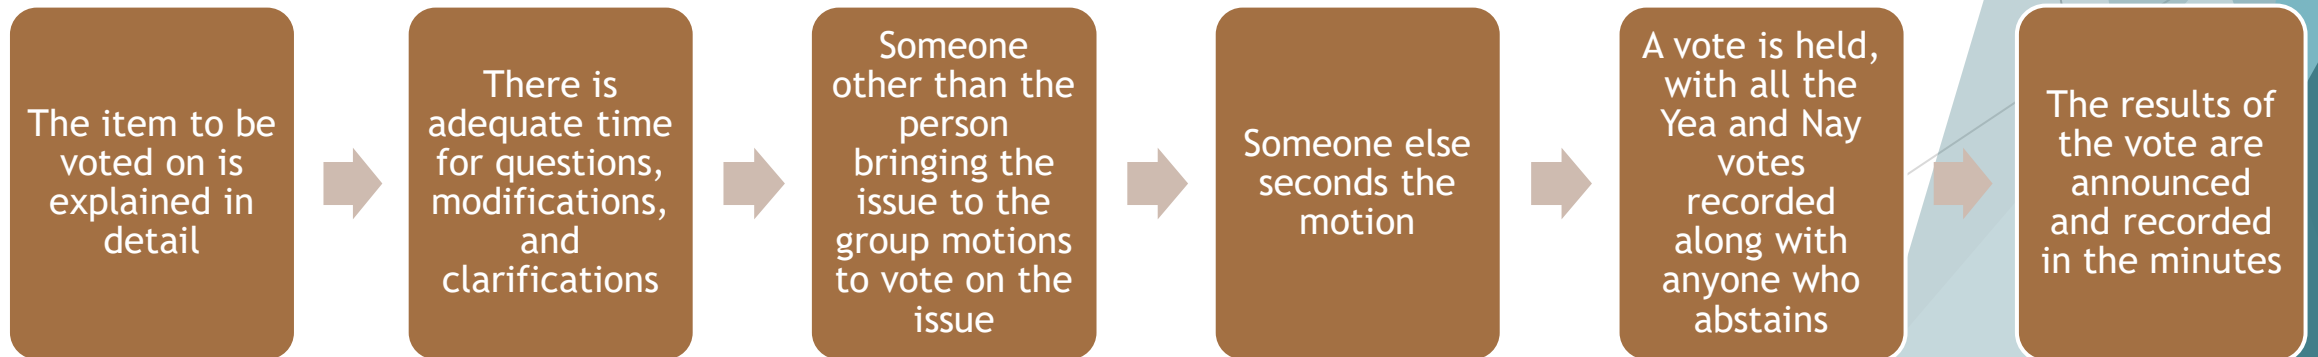 The item to be
voted on is
explained in
detail
There is
adequate time
for questions,
modifications,
and
clarifications
Someone
other than the
person
bringing the
issue to the
group motions
to vote on the
issue
Someone else
seconds the
motion
A vote is held,
with all the
Yea and Nay
votes
recorded
along with
anyone who
abstains
The results of
the vote are
announced
and recorded
in the minutes